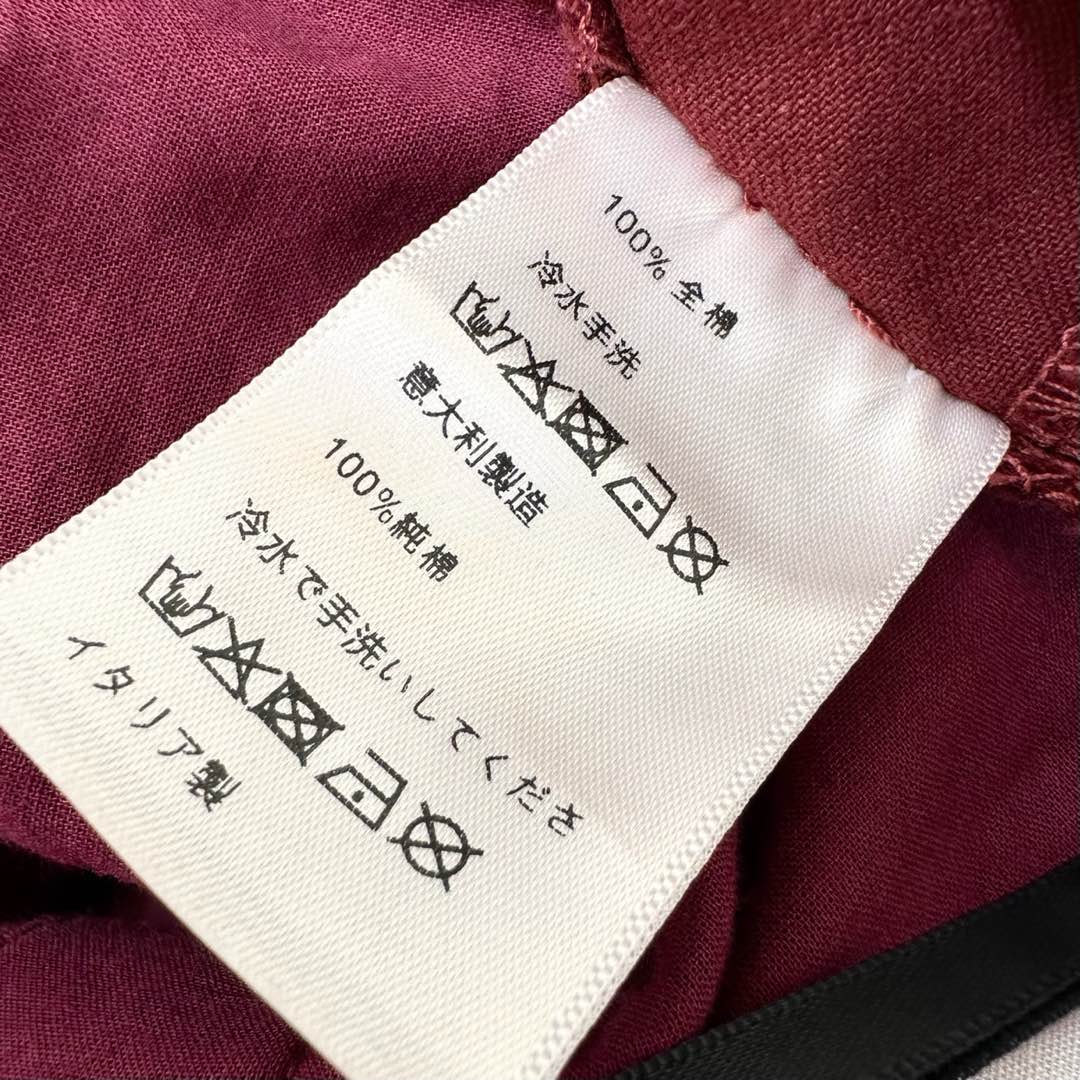 100% 全棉
冷水手洗
意大利製造
100%純棉
冷水で手洗いしてくださ
イタリア製